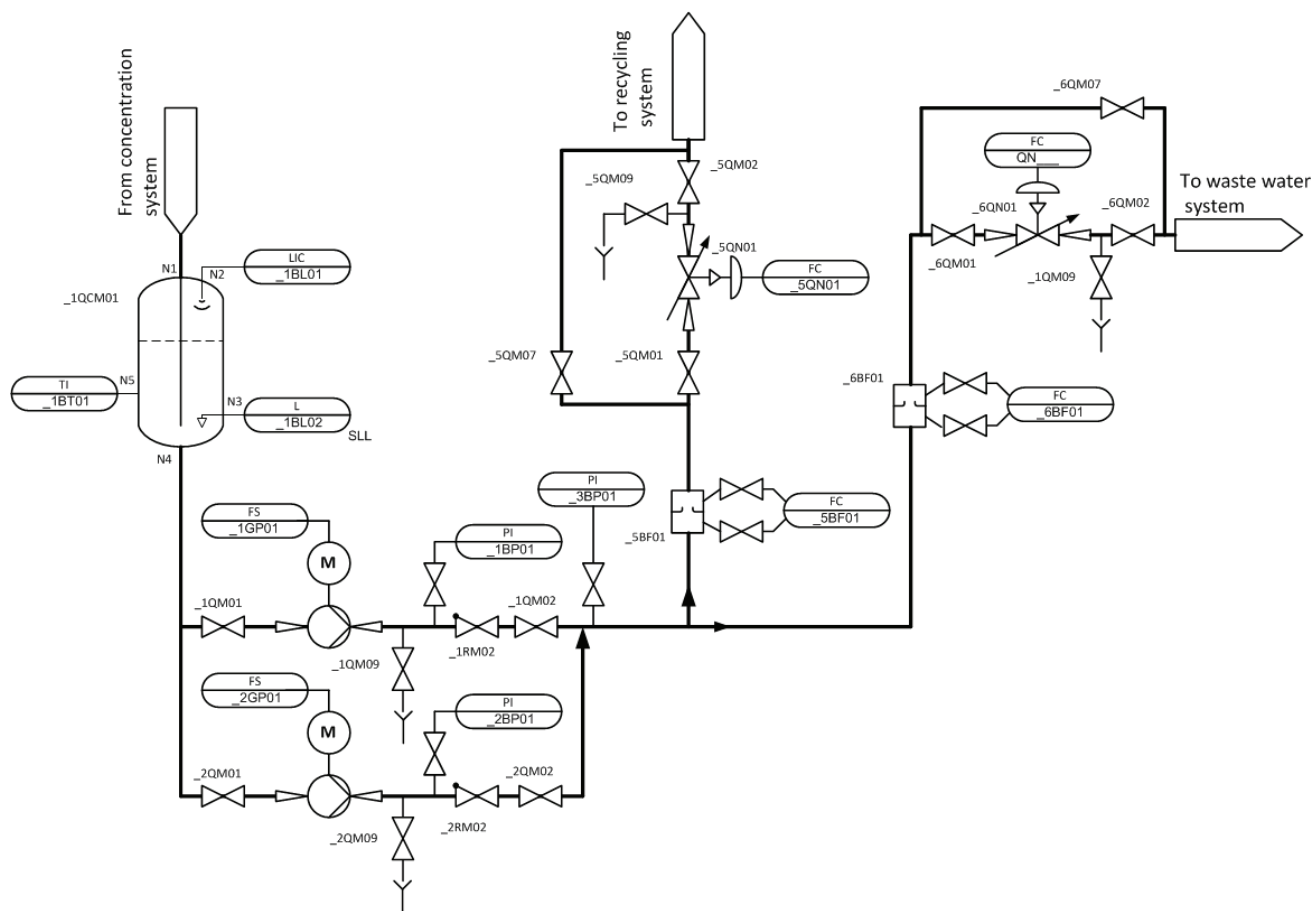 From concentration
system
To recycling
system
_6QM07
FC
QN___
To waste water
system
_5QM09
_5QM02
_6QN01
_6QM02
_6QM01
_1QM09
N1
N2
LIC
_1BL01
_5QN01
FC
_5QN01
_1QCM01
_5QM07
_5QM01
_6BF01
TI
_1BT01
N5
N3
L
_1BL02
SLL
FC
_6BF01
N4
PI
_3BP01
FC
_5BF01
_5BF01
FS
_1GP01
M
PI
_1BP01
_1QM01
_1QM02
_1QM09
_1RM02
FS
_2GP01
M
PI
_2BP01
_2QM01
_2QM02
_2QM09
_2RM02